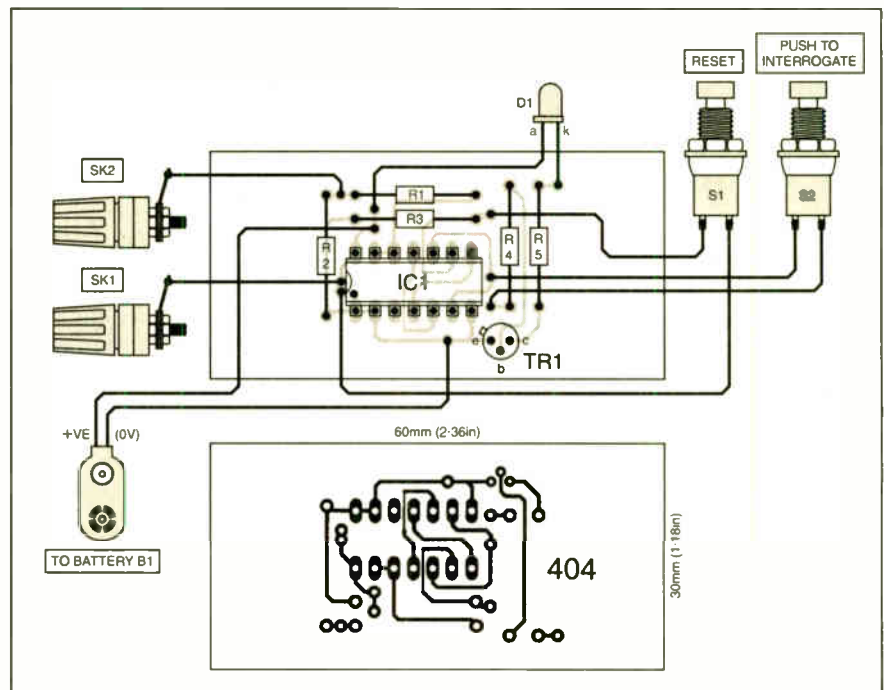 PUSH TO
INTERROGATE
RESET
D1
a
k
SK2
R1
R3
S1
S2
R
2
R
4
R
5
SK1
IC1
e
c
b
TR1
+VE
(0V)
60mm (2·36in)
30mm (1·18in)
404
TO BATTERY B1